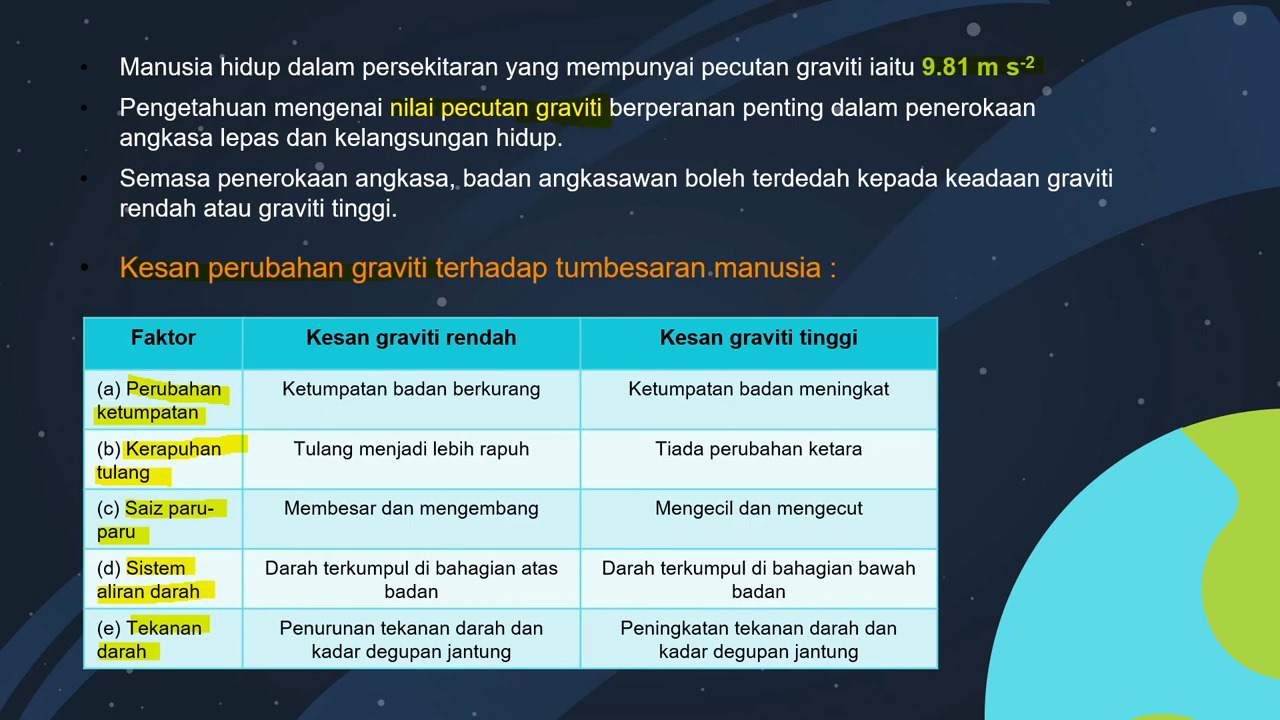 Manusia hidup dalam persekitaran yang mempunyai pecutan graviti iaitu 9.81 m s⁻²
Pengetahuan mengenai nilai pecutan graviti berperanan penting dalam penerokaan
angkasa lepas dan kelangsungan hidup.
Semasa penerokaan angkasa, badan angkasawan boleh terdedah kepada keadaan graviti
rendah atau graviti tinggi.
Kesan perubahan graviti terhadap tumbesaran manusia :
Faktor Kesan graviti rendah Kesan graviti tinggi
(a) Perubahan
ketumpatan
Ketumpatan badan berkurang
Ketumpatan badan meningkat
(b) Kerapuhan
tulang
Tulang menjadi lebih rapuh
Tiada perubahan ketara
(c) Saiz paru-
paru
Membesar dan mengembang
Mengecil dan mengecut
(d) Sistem
aliran darah
Darah terkumpul di bahagian atas
badan
Darah terkumpul di bahagian bawah
badan
(e) Tekanan
darah
Penurunan tekanan darah dan
kadar degupan jantung
Peningkatan tekanan darah dan
kadar degupan jantung